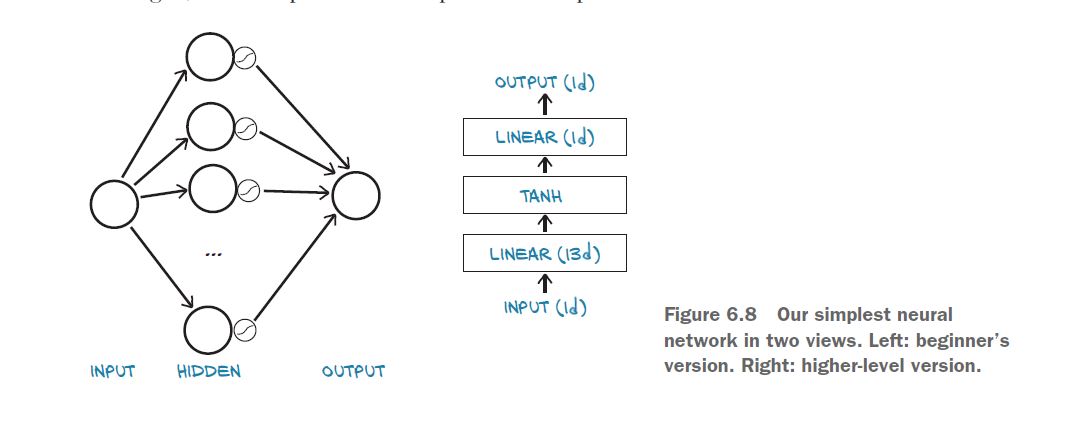 ...
INPUT
HIDDEN
OUTPUT
OUTPUT (1d)
LINEAR (1d)
TANH
LINEAR (13d)
INPUT (1d)
Figure 6.8 Our simplest neural
network in two views. Left: beginner's
version. Right: higher-level version.